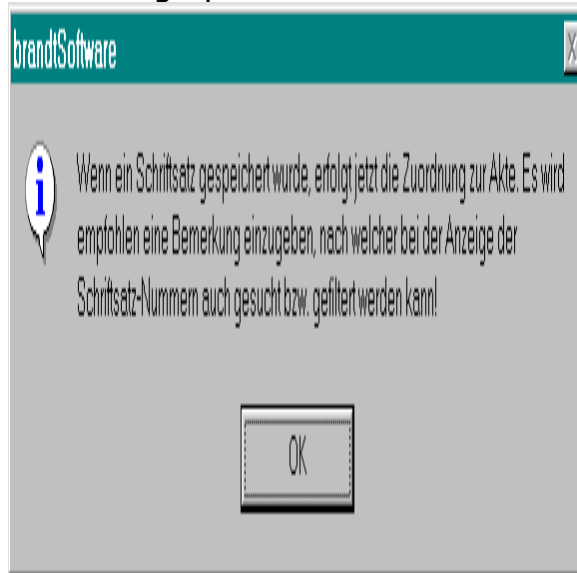 brandtSoftware
Wenn ein Schriftsatz gespeichert wurde, erfolgt jetzt die Zuordnung zur Akte. Es wird
empfohlen eine Bemerkung einzugeben, nach welcher bei der Anzeige der
Schriftsatz-Nummern auch gesucht bzw. gefiltert werden kann!
OK